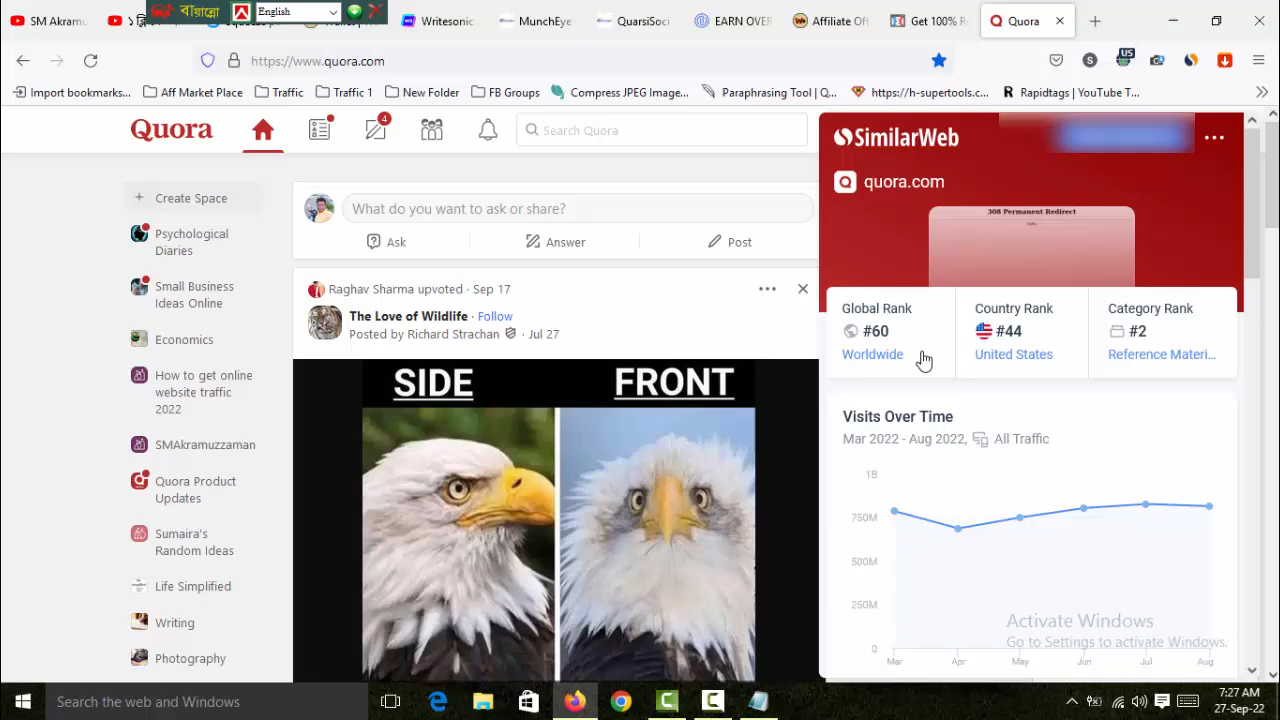 SM Akram
Writesonic
MunchEye
Quarsloci
EARN
Affiliate Off
Get 100% R
Quora
বায়ান্নো
English
https://www.quora.com
US
Import bookmarks...
Aff Market Place
Traffic
Traffic 1
New Folder
FB Groups
Compress JPEG Image...
Paraphrasing Tool | Q...
https://h-supertools.c...
Rapidtags | YouTube T...
Quora
4
Search Quora
Create Space
Psychological
Diaries
Small Business
Ideas Online
Economics
How to get online
website traffic
2022
SMAkramuzzaman
Quora Product
Updates
Sumaira's
Random Ideas
Life Simplified
Writing
Photography
What do you want to ask or share?
Ask
Answer
Post
Raghav Sharma upvoted · Sep 17
The Love of Wildlife · Follow
Posted by Richard Strachan · Jul 27
SIDE
FRONT
SimilarWeb
quora.com
308 Permanent Redirect
Global Rank
#60
Worldwide
Country Rank
#44
United States
Category Rank
#2
Reference Materi...
Visits Over Time
Mar 2022 - Aug 2022, All Traffic
1B
750M
500M
250M
0
Mar Apr May Jun Jul Aug
Activate Windows
Go to Settings to activate Windows.
Search the web and Windows
7:27 AM
27-Sep-22